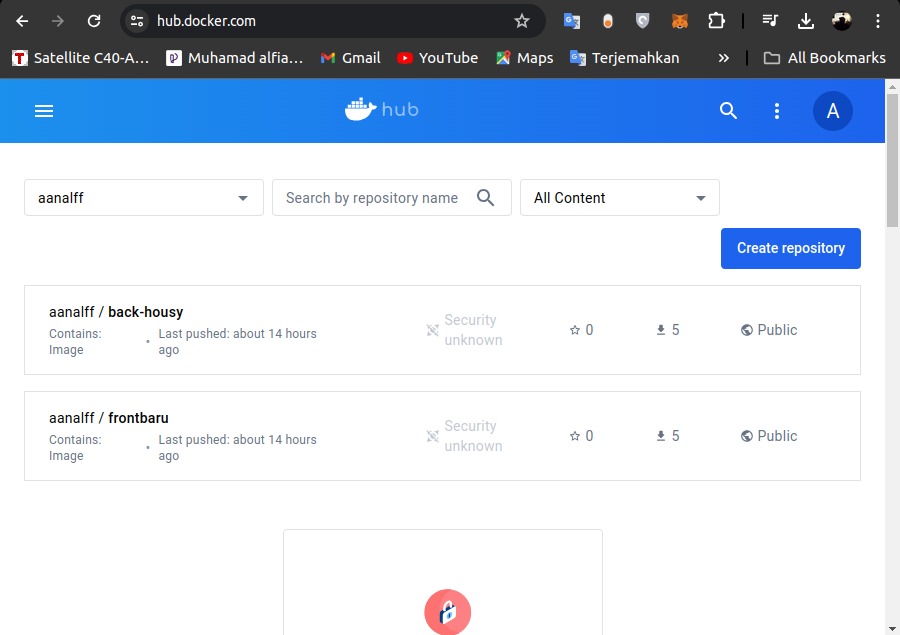 hub.docker.com
Satellite C40-A...
Muhamad alfia...
Gmail
YouTube
Maps
Terjemahkan
»
All Bookmarks
hub
A
aanalff
Search by repository name
All Content
Create repository
aanalff / back-housy
Contains:
Image
• Last pushed: about 14 hours
ago
Security
unknown
0
5
Public
aanalff / frontbaru
Contains:
Image
• Last pushed: about 14 hours
ago
Security
unknown
0
5
Public